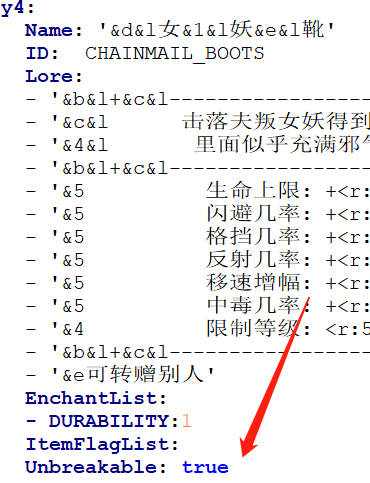 y4:
Name: '&d&l女&1&l妖&e&l靴'
ID: CHAINMAIL_BOOTS
Lore:
- '&b&l+&c&l------------------
- '&c&l 击落夫叛女妖得到
- '&4&l 里面似乎充满邪
- '&b&l+&c&l------------------
- '&5 生命上限: +<r:
- '&5 闪避几率: +<r:
- '&5 格挡几率: +<r:
- '&5 反射几率: +<r:
- '&5 移速增幅: +<r:
- '&5 中毒几率: +<r:
- '&4 限制等级: <r:5
- '&b&l+&c&l------------------
- '&e可转赠别人'
EnchantList:
- DURABILITY:1
ItemFlagList:
Unbreakable: true